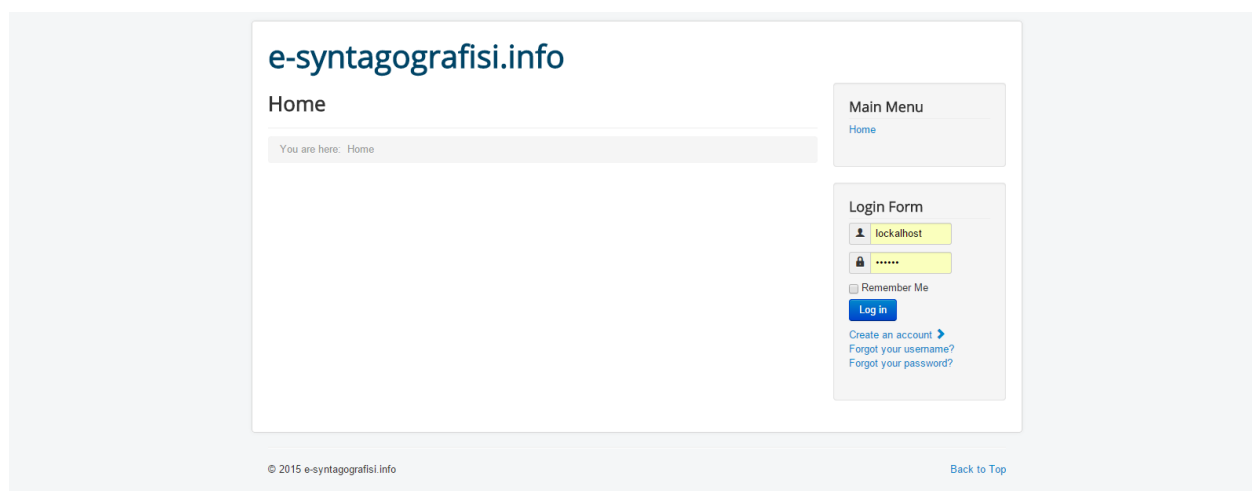 e-syntagografisi.info
Home
You are here: Home
Main Menu
Home
Login Form
lockalhost
••••••
Remember Me
Log in
Create an account
Forgot your username?
Forgot your password?
© 2015 e-syntagografisi.info
Back to Top